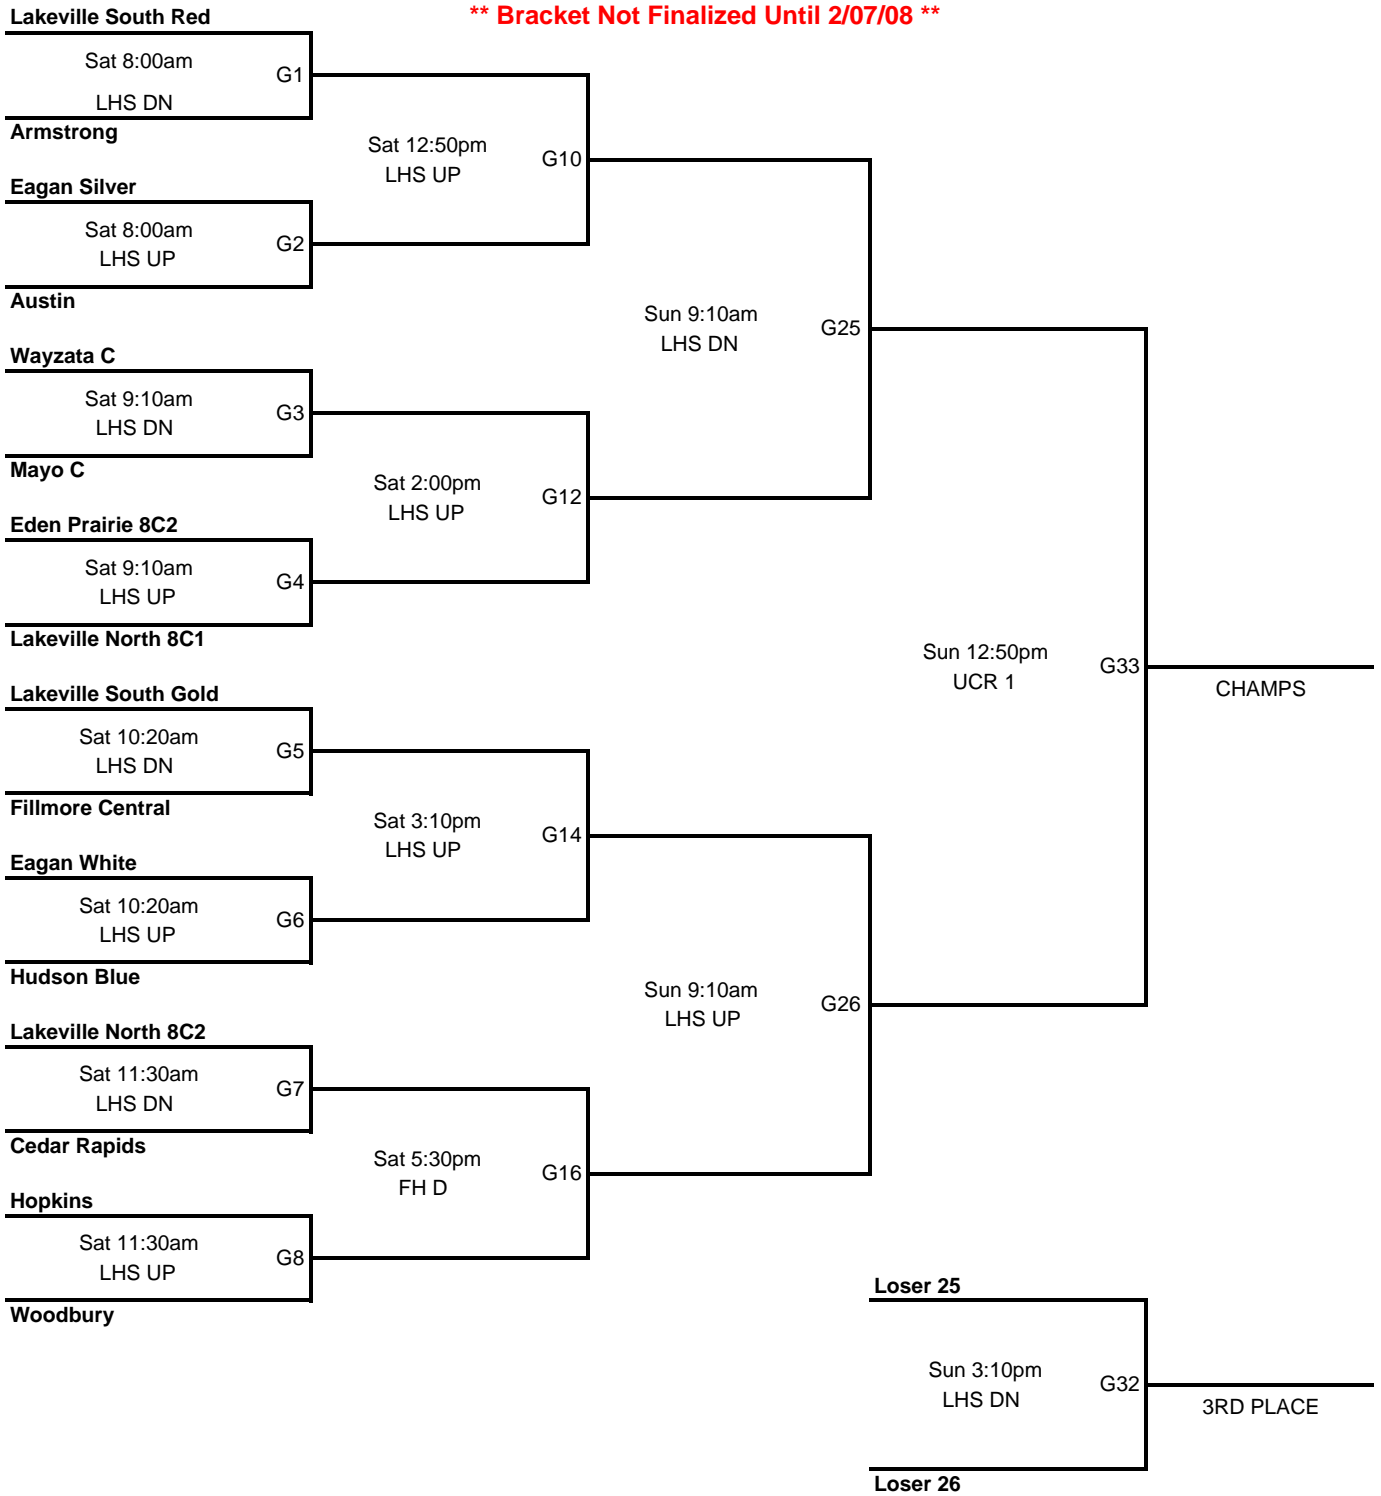 Lakeville South Red
** Bracket Not Finalized Until 2/07/08 **
Sat 8:00am
G1
LHS DN
Armstrong
Sat 12:50pm
G10
LHS UP
Eagan Silver
Sat 8:00am
G2
LHS UP
Austin
Sun 9:10am
G25
LHS DN
Wayzata C
Sat 9:10am
G3
LHS DN
Mayo C
Sat 2:00pm
G12
LHS UP
Eden Prairie 8C2
Sat 9:10am
G4
LHS UP
Lakeville North 8C1
Sun 12:50pm
G33
UCR 1
CHAMPS
Lakeville South Gold
Sat 10:20am
G5
LHS DN
Fillmore Central
Sat 3:10pm
G14
LHS UP
Eagan White
Sat 10:20am
G6
LHS UP
Hudson Blue
Sun 9:10am
G26
LHS UP
Lakeville North 8C2
Sat 11:30am
G7
LHS DN
Cedar Rapids
Sat 5:30pm
G16
FH D
Hopkins
Sat 11:30am
G8
LHS UP
Woodbury
Loser 25
Sun 3:10pm
G32
LHS DN
3RD PLACE
Loser 26